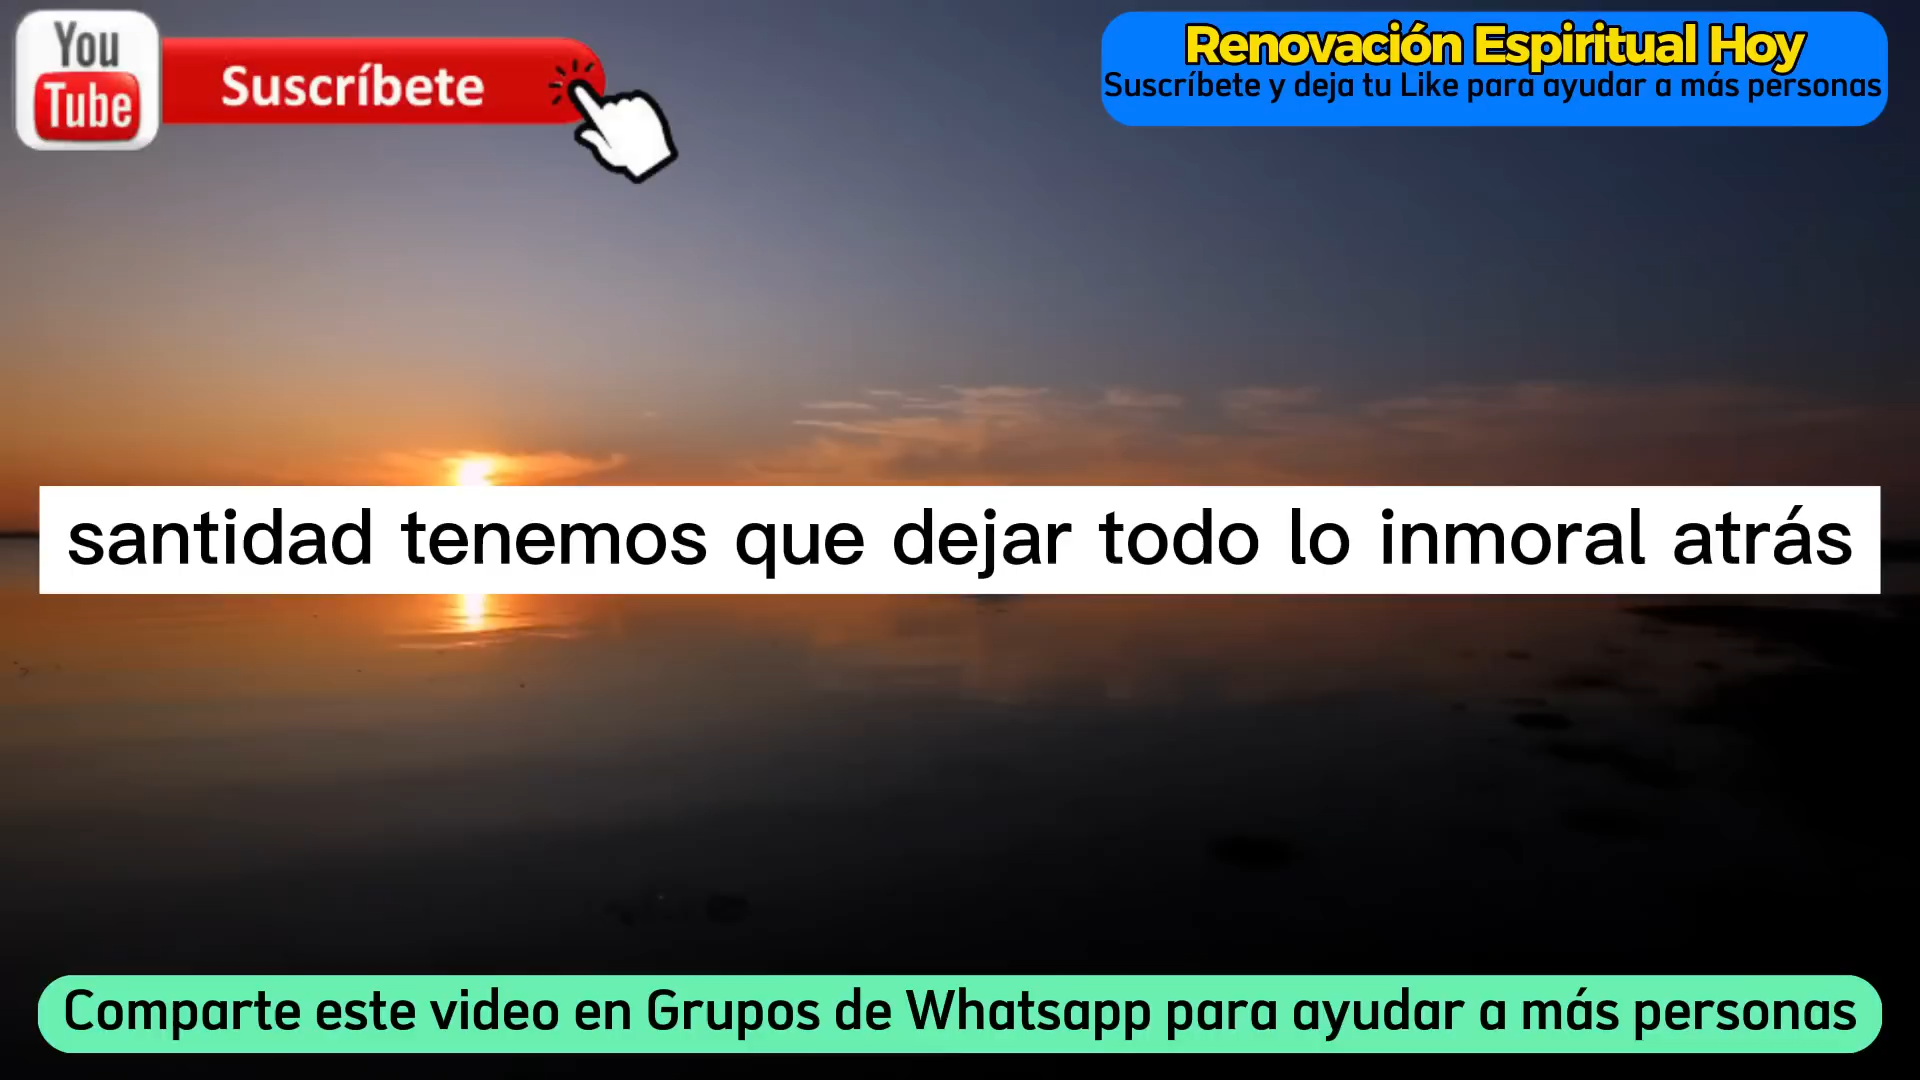 You
Tube
Suscríbete
Renovación Espiritual Hoy
Suscríbete y deja tu Like para ayudar a más personas
santidad tenemos que dejar todo lo inmoral atrás
Comparte este video en Grupos de Whatsapp para ayudar a más personas